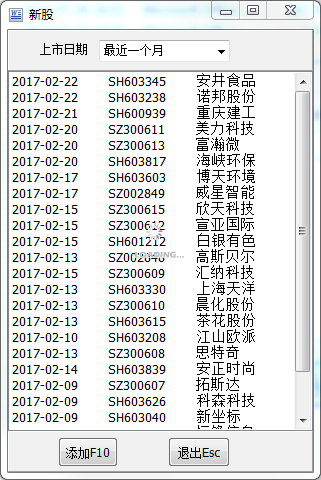 新股
上市日期 最近一个月
2017-02-22 SH603345 安井食品
2017-02-22 SH603238 诺邦股份
2017-02-21 SH600939 重庆建工
2017-02-20 SZ300611 美力科技
2017-02-20 SZ300613 富瀚微
2017-02-20 SH603817 海峡环保
2017-02-17 SH603603 博天环境
2017-02-17 SZ002849 威星智能
2017-02-15 SZ300615 欣天科技
2017-02-15 宣亚国际
2017-02-15 白银有色
2017-02-13 高斯贝尔
LOADING...
2017-02-15 SZ300609 汇纳科技
2017-02-13 SH603330 上海天洋
2017-02-13 SZ300610 晨化股份
2017-02-13 SH603615 茶花股份
2017-02-10 SH603208 江山欧派
2017-02-13 SZ300608 思特奇
2017-02-14 SH603839 安正时尚
2017-02-09 SZ300607 拓斯达
2017-02-09 SH603626 科森科技
2017-02-09 SH603040 新坐标
添加F10 退出Esc